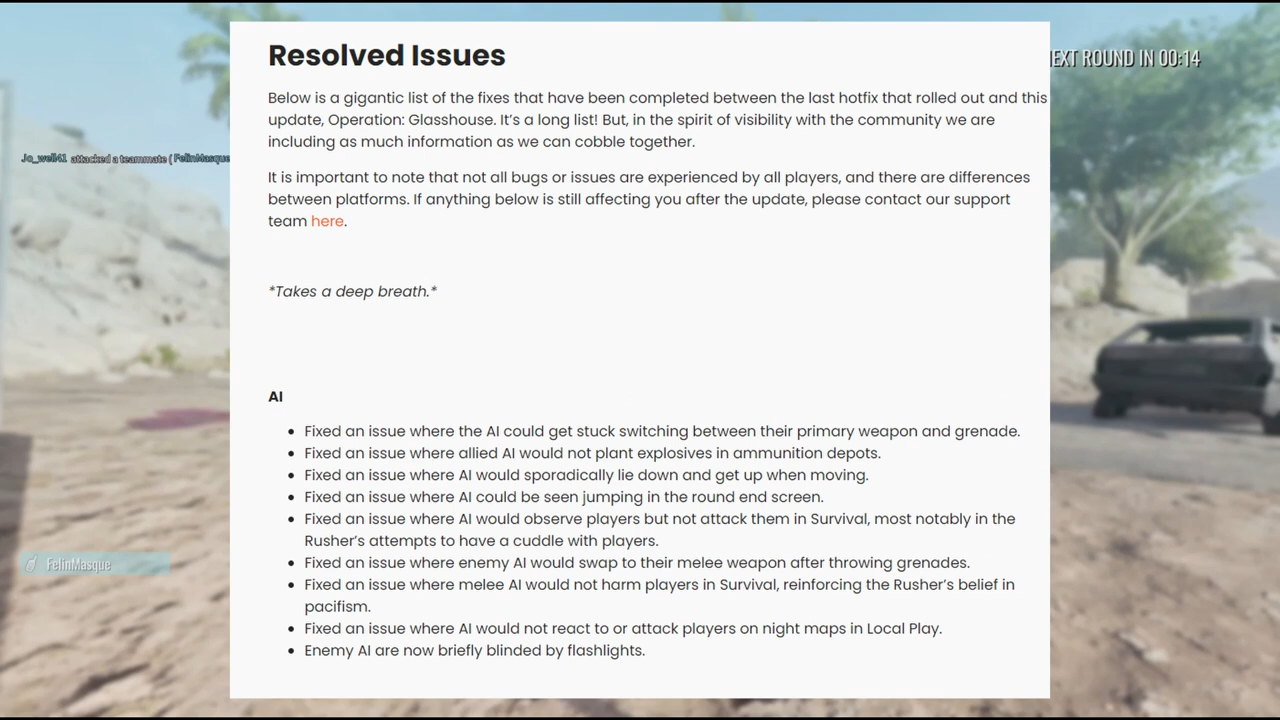 Resolved Issues
Below is a gigantic list of the fixes that have been completed between the last hotfix that rolled out and this
update, Operation: Glasshouse. It's a long list! But, in the spirit of visibility with the community we are
including as much information as we can cobble together.
It is important to note that not all bugs or issues are experienced by all players, and there are differences
between platforms. If anything below is still affecting you after the update, please contact our support
team here.
*Takes a deep breath.*
AI
• Fixed an issue where the AI could get stuck switching between their primary weapon and grenade.
• Fixed an issue where allied AI would not plant explosives in ammunition depots.
• Fixed an issue where AI would sporadically lie down and get up when moving.
• Fixed an issue where AI could be seen jumping in the round end screen.
• Fixed an issue where AI would observe players but not attack them in Survival, most notably in the
Rusher's attempts to have a cuddle with players.
• Fixed an issue where enemy AI would swap to their melee weapon after throwing grenades.
• Fixed an issue where melee AI would not harm players in Survival, reinforcing the Rusher's belief in
pacifism.
• Fixed an issue where AI would not react to or attack players on night maps in Local Play.
• Enemy AI are now briefly blinded by flashlights.
NEXT ROUND IN 00:14
Jo_well41 attacked a teammate (FelinMasque
FelinMasque